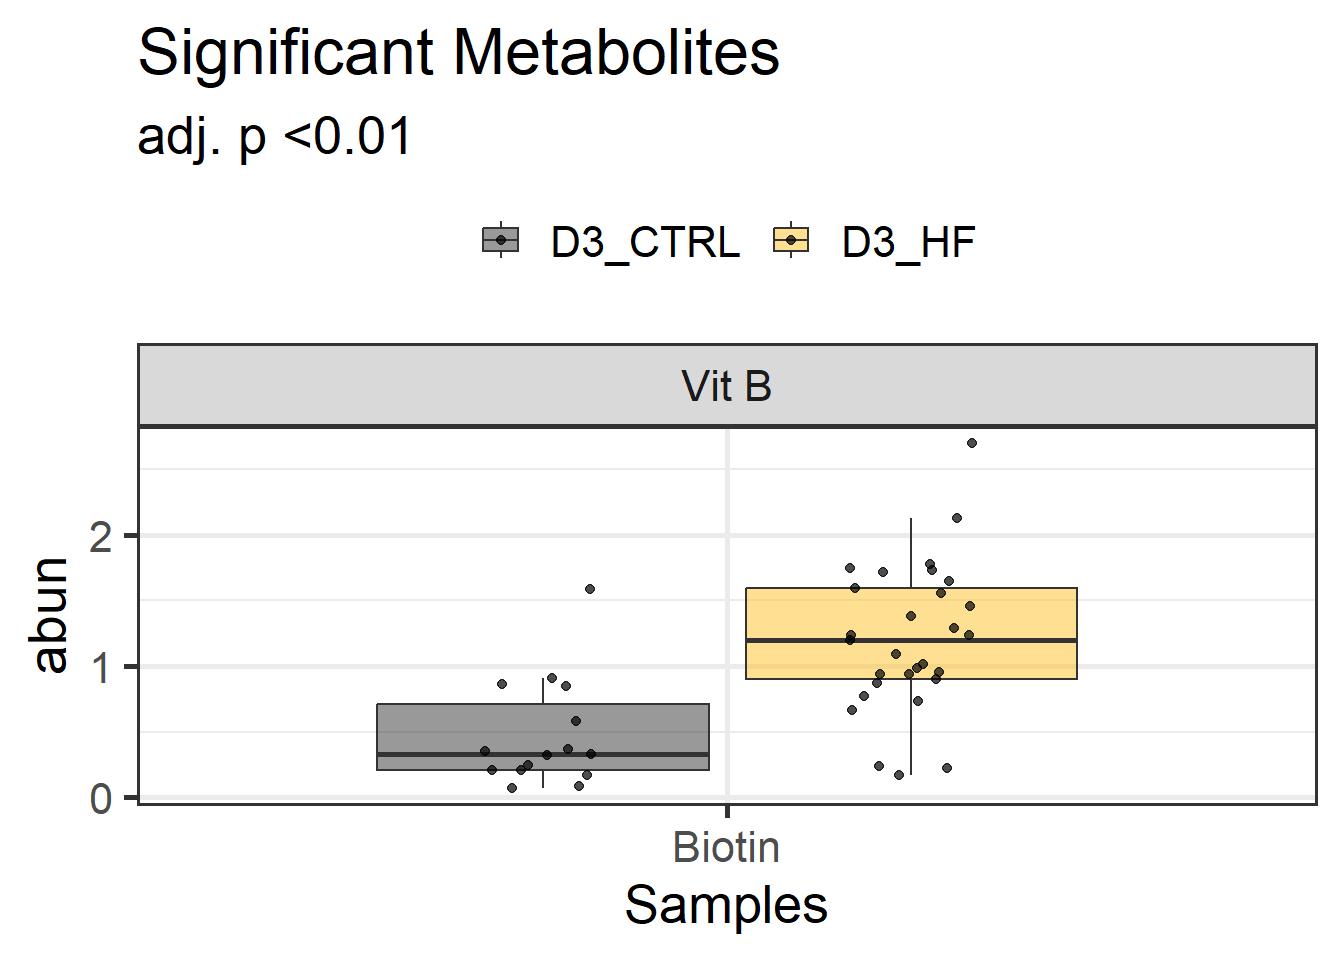 Significant Metabolites
adj. p <0.01
D3_CTRL D3_HF
Vit B
abun
2
1
0
Biotin
Samples